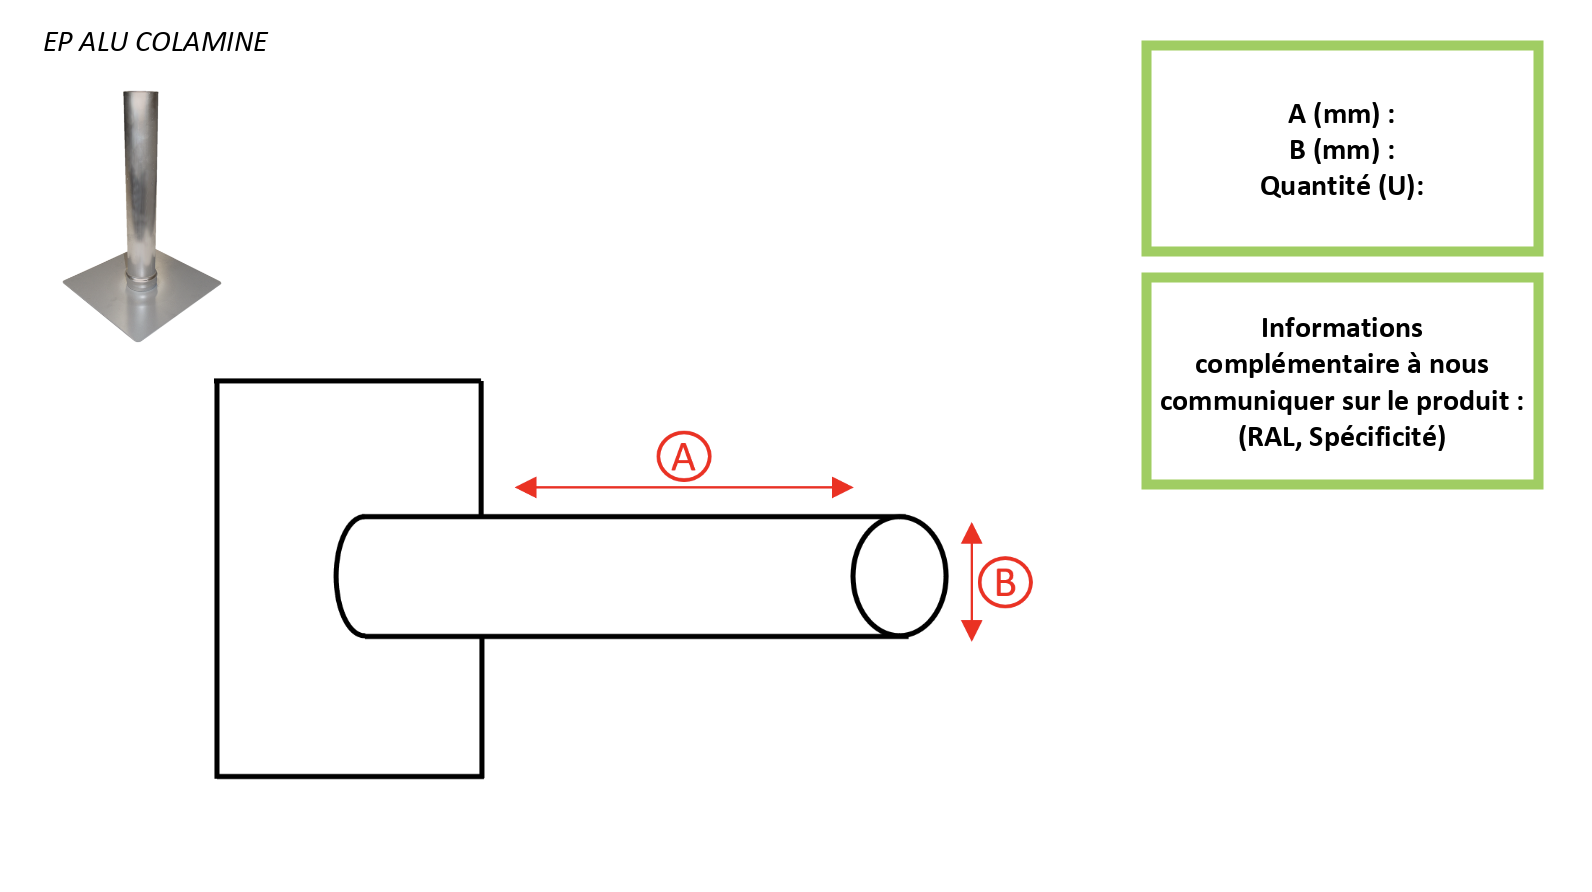 EP ALU COLAMINE
A (mm) :
B (mm) :
Quantité (U):
Informations
complémentaire à nous
communiquer sur le produit :
(RAL, Spécificité)
A
B